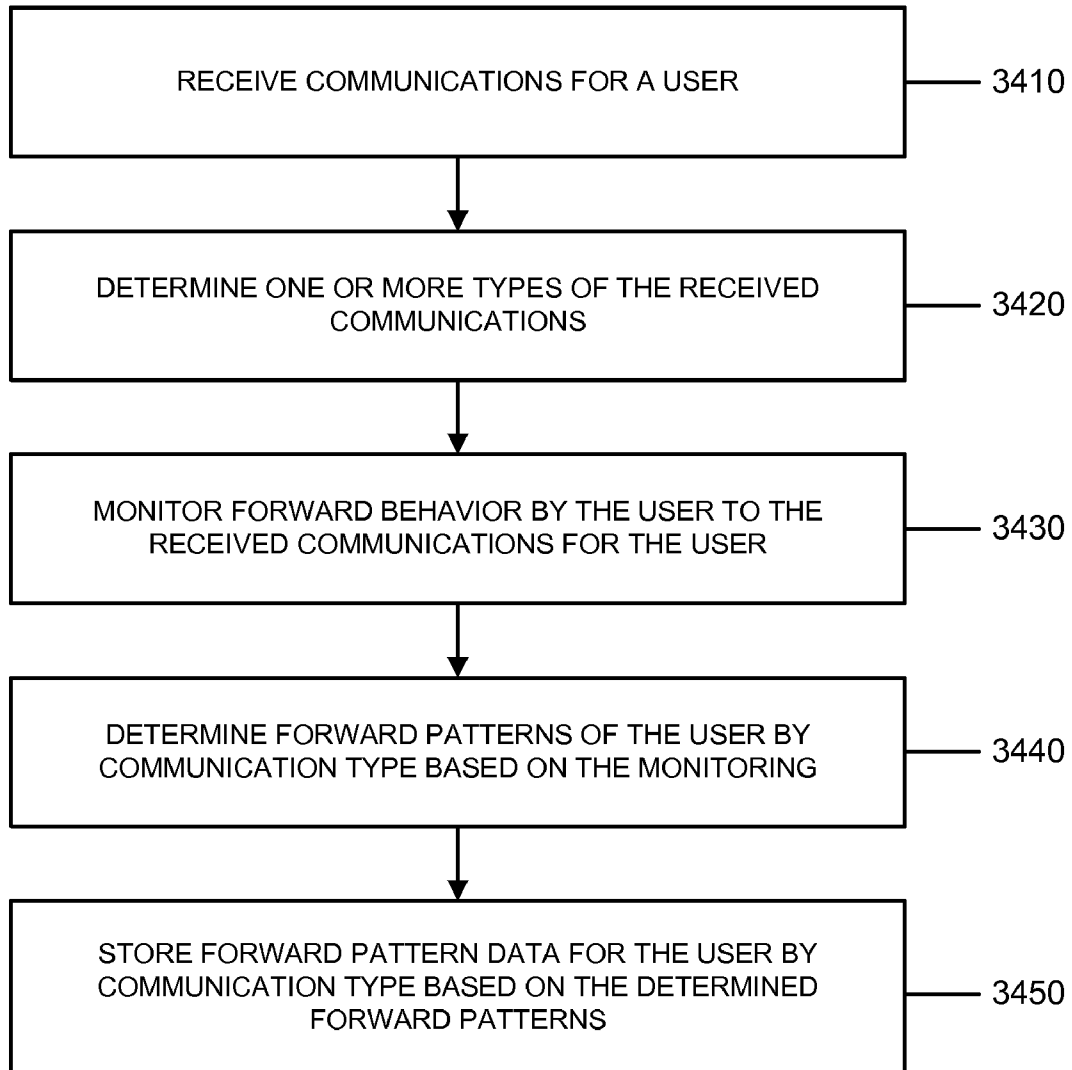 RECEIVE COMMUNICATIONS FOR A USER
3410
DETERMINE ONE OR MORE TYPES OF THE RECEIVED
COMMUNICATIONS
3420
MONITOR FORWARD BEHAVIOR BY THE USER TO THE
RECEIVED COMMUNICATIONS FOR THE USER
3430
DETERMINE FORWARD PATTERNS OF THE USER BY
COMMUNICATION TYPE BASED ON THE MONITORING
3440
STORE FORWARD PATTERN DATA FOR THE USER BY
COMMUNICATION TYPE BASED ON THE DETERMINED
FORWARD PATTERNS
3450